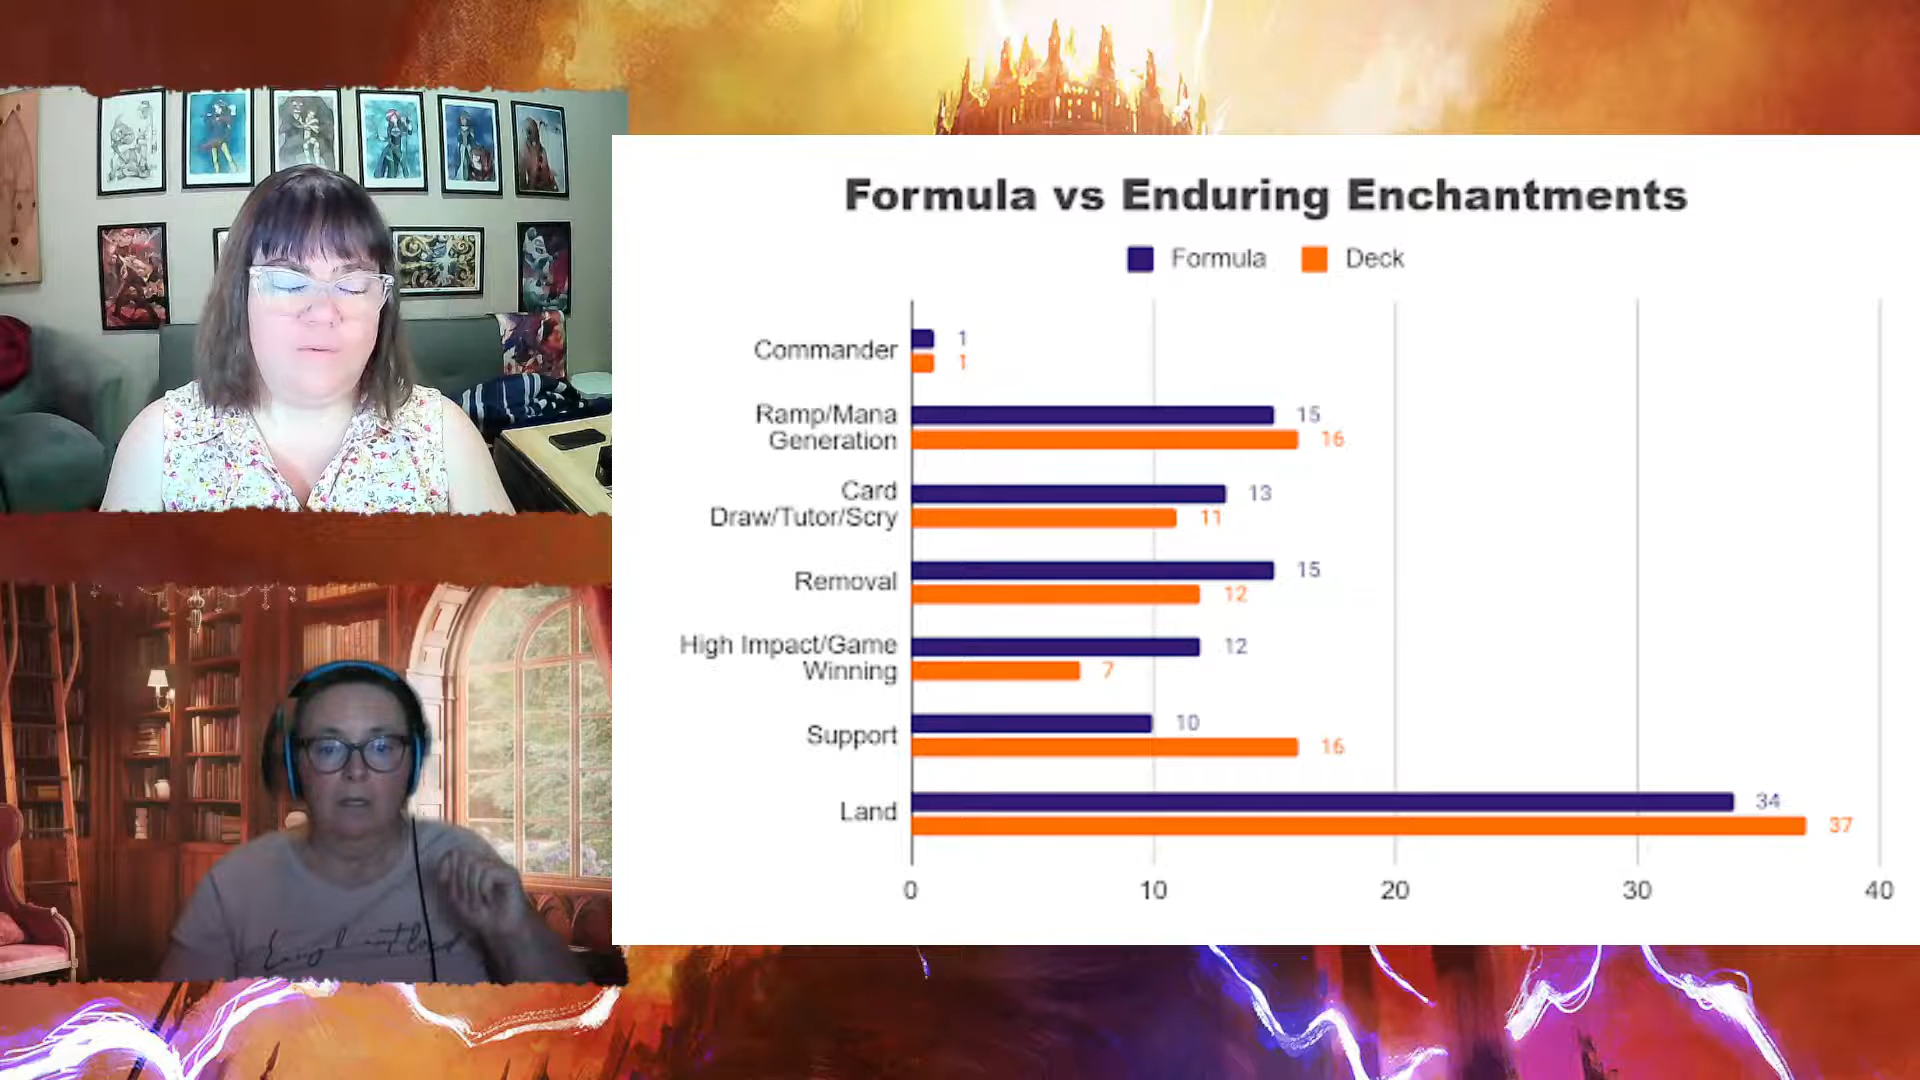 Formula vs Enduring Enchantments
Formula Deck
Commander
1
1
Ramp/Mana
Generation
15
16
Card
Draw/Tutor/Scry
13
11
Removal
15
12
High Impact/Game
Winning
12
7
Support
10
16
Land
34
37
0 10 20 30 40